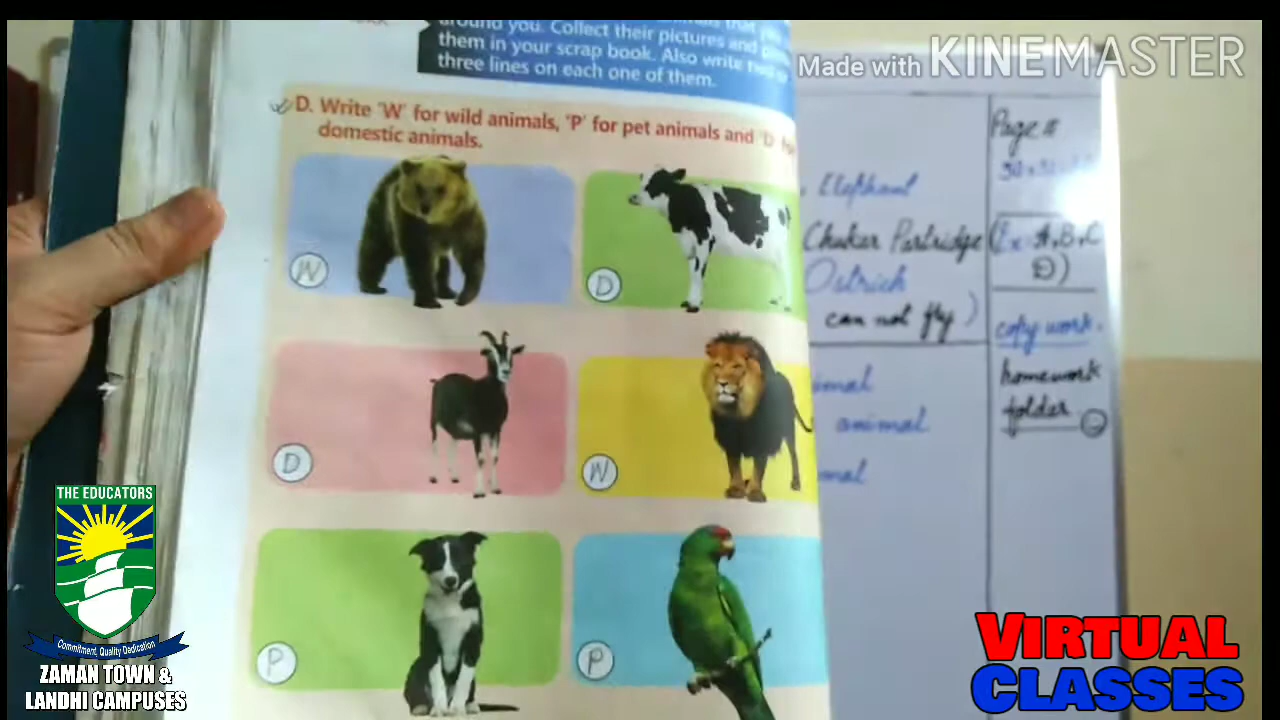 around you. Collect their pictures and
them in your scrap book. Also write
three lines on each one of them.
D. Write 'W' for wild animals, 'P' for pet animals and 'D'
domestic animals.
W
D
D
W
P
P
Made with KINEMASTER
Elephant
Chukar Partridge
Ostrich
can not fly)
animal
Page #
(Ex: A, B, C
D)
copy work.
homework
folder
THE EDUCATORS
Commitment, Quality, Dedication
ZAMAN TOWN &
LANDHI CAMPUSES
VIRTUAL
CLASSES